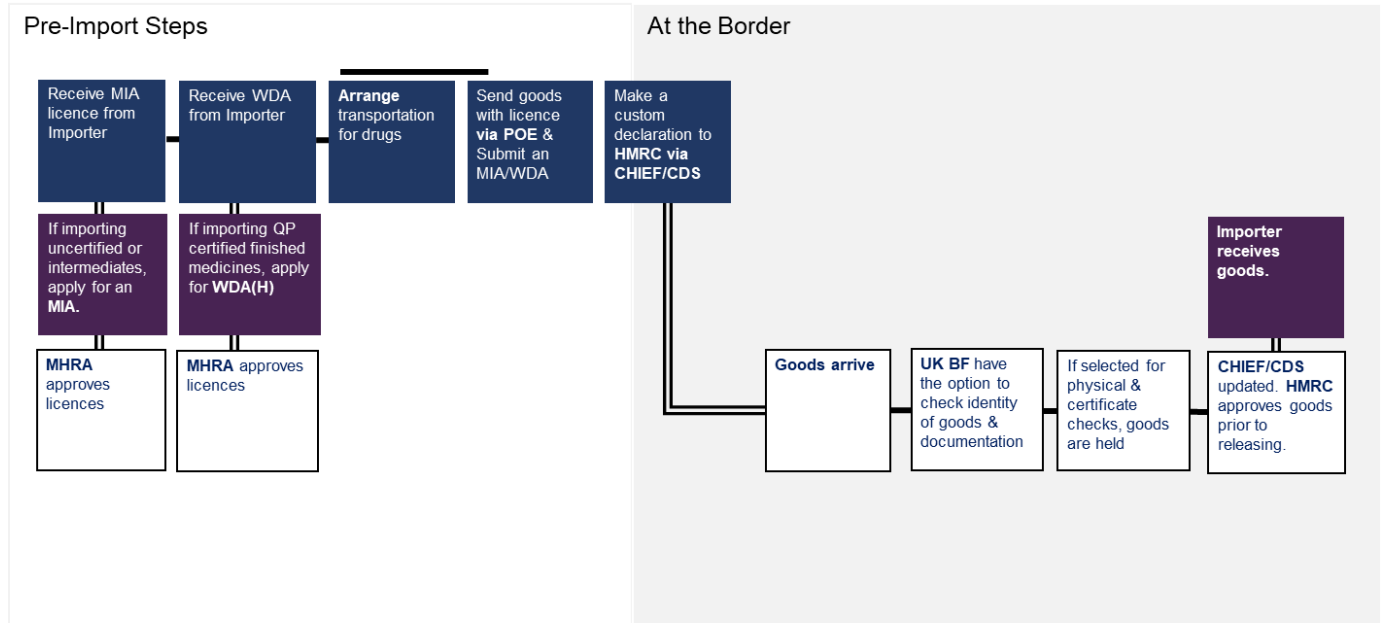 Pre-Import Steps
At the Border
Receive MIA
licence from
Importer
Receive WDA
from Importer
Arrange
transportation
for drugs
Send goods
with licence
via POE &
Submit an
MIA/WDA
Make a
custom
declaration to
HMRC via
CHIEF/CDS
If importing
uncertified or
intermediates,
apply for an
MIA.
If importing QP
certified finished
medicines, apply
for WDA(H)
Importer
receives
goods.
MHRA
approves
licences
MHRA approves
licences
Goods arrive
UK BF have
the option to
check identity
of goods &
documentation
If selected for
physical &
certificate
checks, goods
are held
CHIEF/CDS
updated. HMRC
approves goods
prior to
releasing.